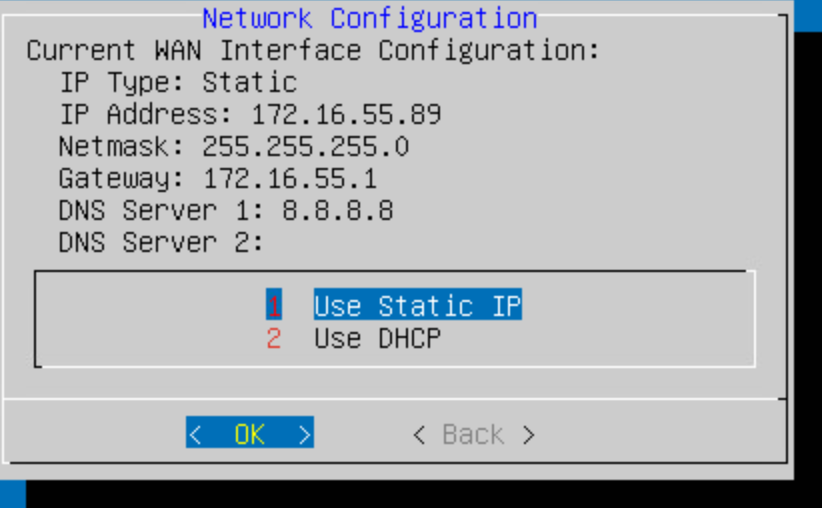 Network Configuration
Current WAN Interface Configuration:
IP Type: Static
IP Address: 172.16.55.89
Netmask: 255.255.255.0
Gateway: 172.16.55.1
DNS Server 1: 8.8.8.8
DNS Server 2:
1 Use Static IP
2 Use DHCP
< OK > < Back >